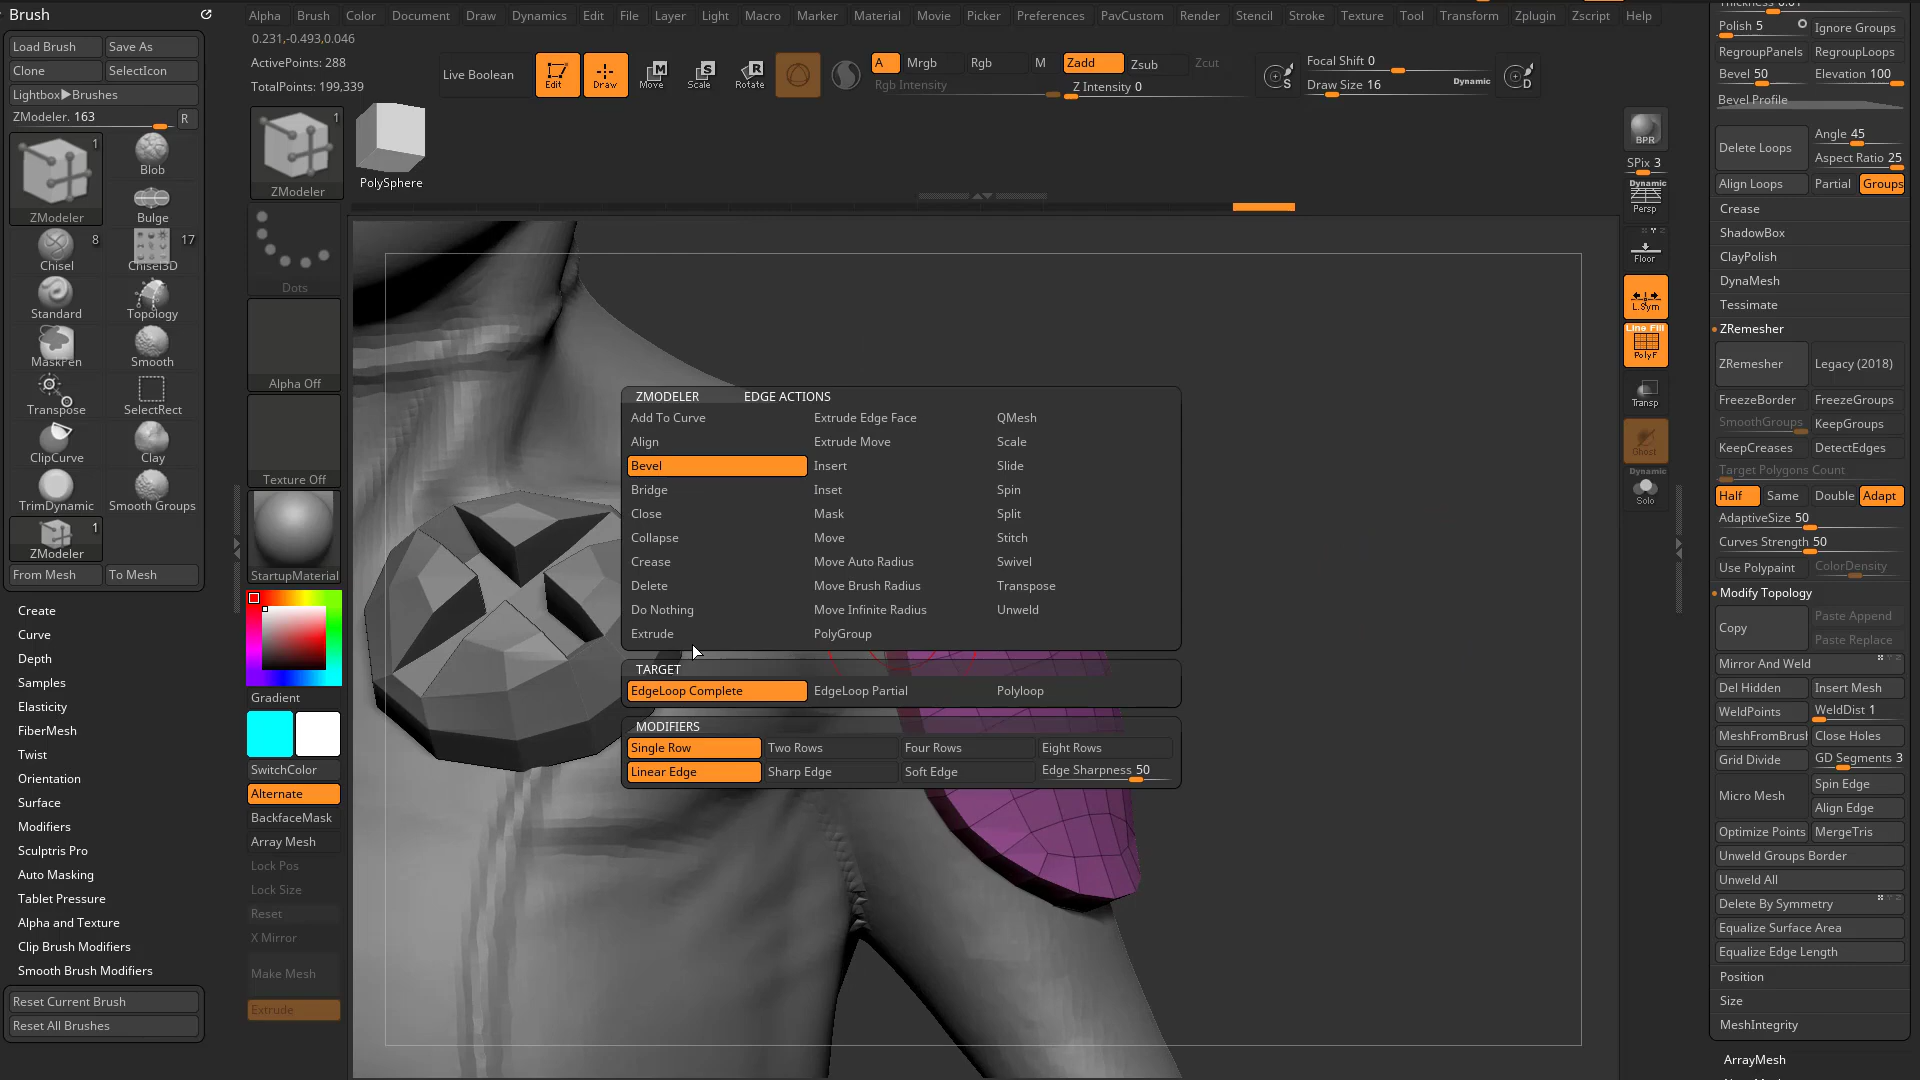 Brush
Load Brush Save As
Clone SelectIcon
Lightbox▶Brushes
ZModeler. 163 R
1
ZModeler
Blob
Bulge
8 Chisel
17 Chisel3D
Standard Topology
MaskPen Smooth
Transpose SelectRect
ClipCurve Clay
TrimDynamic Smooth Groups
1
ZModeler
From Mesh To Mesh
Create
Curve
Depth
Samples
Elasticity
FiberMesh
Twist
Orientation
Surface
Modifiers
Sculptris Pro
Auto Masking
Tablet Pressure
Alpha and Texture
Clip Brush Modifiers
Smooth Brush Modifiers
Reset Current Brush
Reset All Brushes
Alpha Brush Color Document Draw Dynamics Edit File Layer Light Macro Marker Material Movie Picker Preferences PavCustom Render Stencil Stroke Texture Tool Transform Zplugin Zscript Help
0.231,-0.493,0.046
ActivePoints: 288
TotalPoints: 199,339
Live Boolean
Edit Draw Move Scale Rotate
A Mrgb Rgb M Zadd Zsub Zcut
Rgb Intensity Z Intensity 0
S
Focal Shift 0
Draw Size 16 Dynamic
D
1
ZModeler
PolySphere
Dots
Alpha Off
Texture Off
StartupMaterial
Gradient
SwitchColor
Alternate
BackfaceMask
Array Mesh
Lock Pos
Lock Size
Reset
X Mirror
Make Mesh
Extrude
ZMODELER EDGE ACTIONS
Add To Curve Extrude Edge Face QMesh
Align Extrude Move Scale
Bevel Insert Slide
Bridge Inset Spin
Close Mask Split
Collapse Move Stitch
Crease Move Auto Radius Swivel
Delete Move Brush Radius Transpose
Do Nothing Move Infinite Radius Unweld
Extrude PolyGroup
TARGET
EdgeLoop Complete EdgeLoop Partial Polyloop
MODIFIERS
Single Row Two Rows Four Rows Eight Rows
Linear Edge Sharp Edge Soft Edge Edge Sharpness 50
BPR
SPix 3
Dynamic
Persp
Floor
L.Sym
Line Fill
PolyF
Transp
Ghost
Dynamic
Solo
Thickness 0.01
Polish 5 Ignore Groups
RegroupPanels RegroupLoops
Bevel 50 Elevation 100
Bevel Profile
Delete Loops
Angle 45
Aspect Ratio 25
Align Loops Partial Groups
Crease
ShadowBox
ClayPolish
DynaMesh
Tessimate
ZRemesher
ZRemesher Legacy (2018)
FreezeBorder FreezeGroups
SmoothGroups KeepGroups
KeepCreases DetectEdges
Target Polygons Count
Half Same Double Adapt
AdaptiveSize 50
Curves Strength 50
Use Polypaint ColorDensity
Modify Topology
Copy
Paste Append
Paste Replace
Mirror And Weld
Del Hidden Insert Mesh
WeldPoints WeldDist 1
MeshFromBrush Close Holes
Grid Divide GD Segments 3
Micro Mesh
Spin Edge
Align Edge
Optimize Points MergeTris
Unweld Groups Border
Unweld All
Delete By Symmetry
Equalize Surface Area
Equalize Edge Length
Position
Size
MeshIntegrity
ArrayMesh